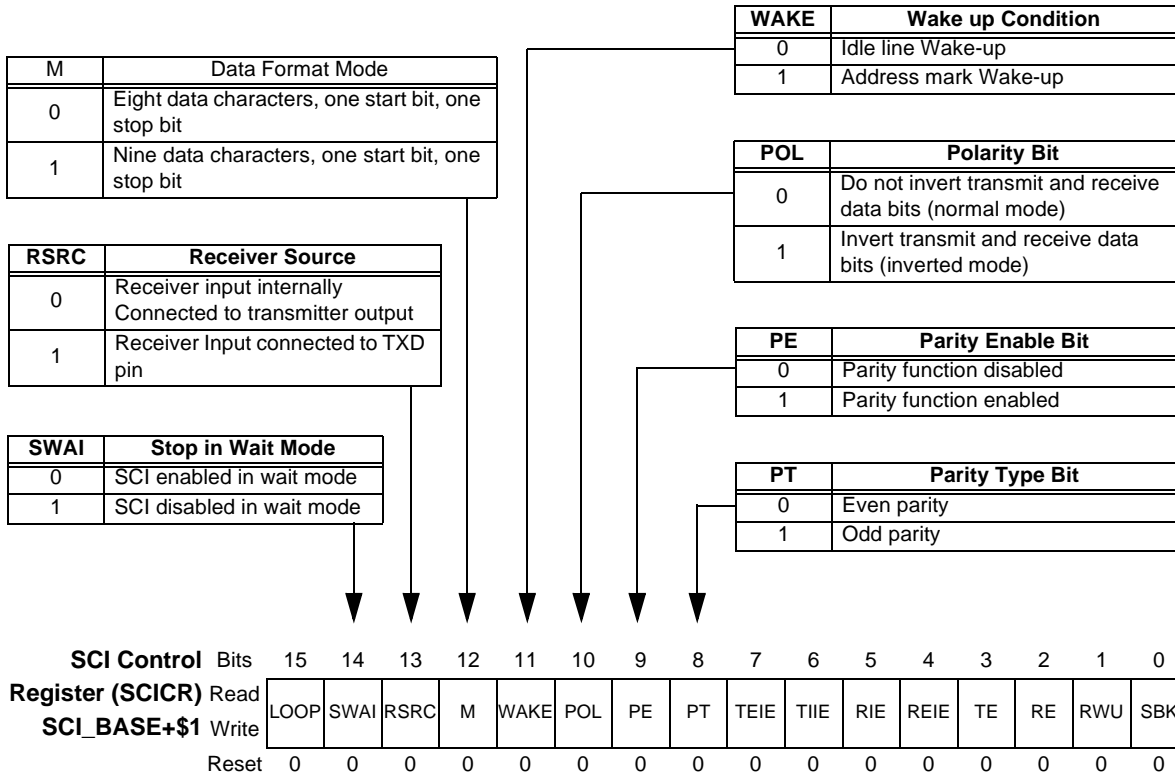 WAKE Wake up Condition
0 Idle line Wake-up
1 Address mark Wake-up
M Data Format Mode
0 Eight data characters, one start bit, one
stop bit
1 Nine data characters, one start bit, one
stop bit
POL Polarity Bit
0 Do not invert transmit and receive
data bits (normal mode)
1 Invert transmit and receive data
bits (inverted mode)
RSRC Receiver Source
0 Receiver input internally
Connected to transmitter output
1 Receiver Input connected to TXD
pin
PE Parity Enable Bit
0 Parity function disabled
1 Parity function enabled
SWAI Stop in Wait Mode
0 SCI enabled in wait mode
1 SCI disabled in wait mode
PT Parity Type Bit
0 Even parity
1 Odd parity
SCI Control Bits 15 14 13 12 11 10 9 8 7 6 5 4 3 2 1 0
Register (SCICR) Read
LOOP SWAI RSRC M WAKE POL PE PT TEIE TIIE RIE REIE TE RE RWU SBK
SCI_BASE+$1 Write
Reset 0 0 0 0 0 0 0 0 0 0 0 0 0 0 0 0